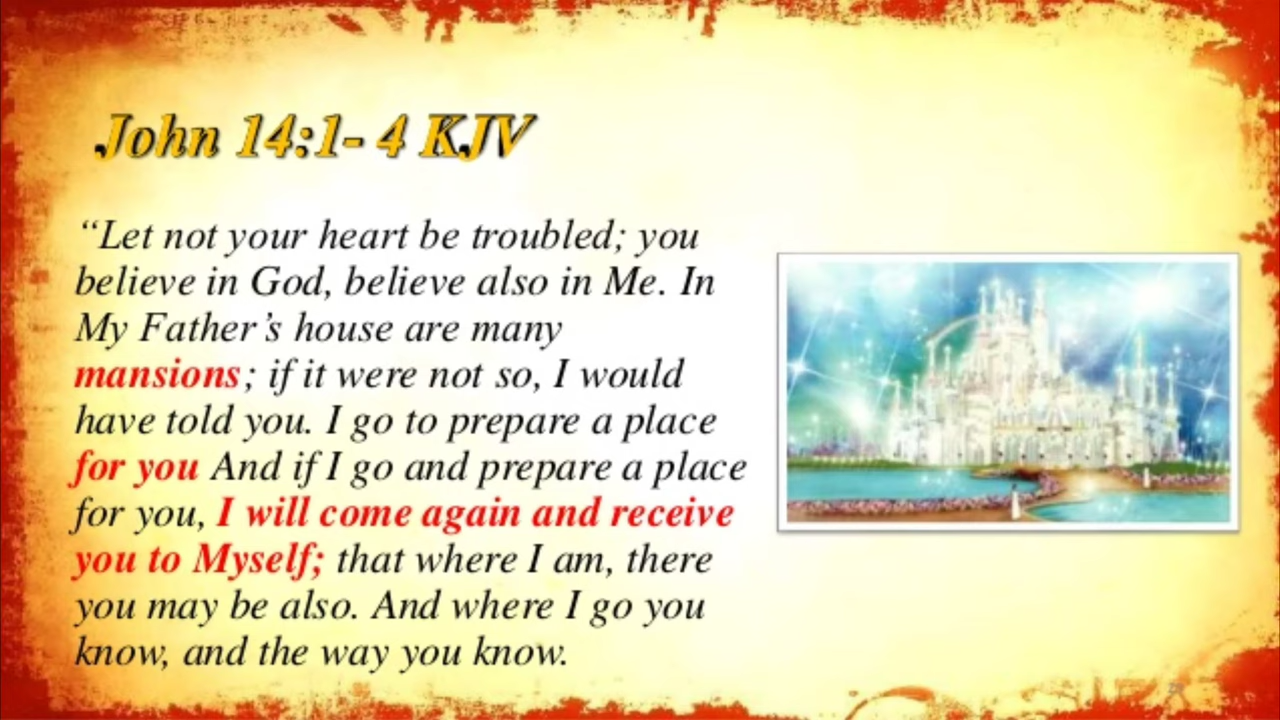 John 14:1- 4 KJV
“Let not your heart be troubled; you
believe in God, believe also in Me. In
My Father’s house are many
mansions; if it were not so, I would
have told you. I go to prepare a place
for you And if I go and prepare a place
for you, I will come again and receive
you to Myself; that where I am, there
you may be also. And where I go you
know, and the way you know.